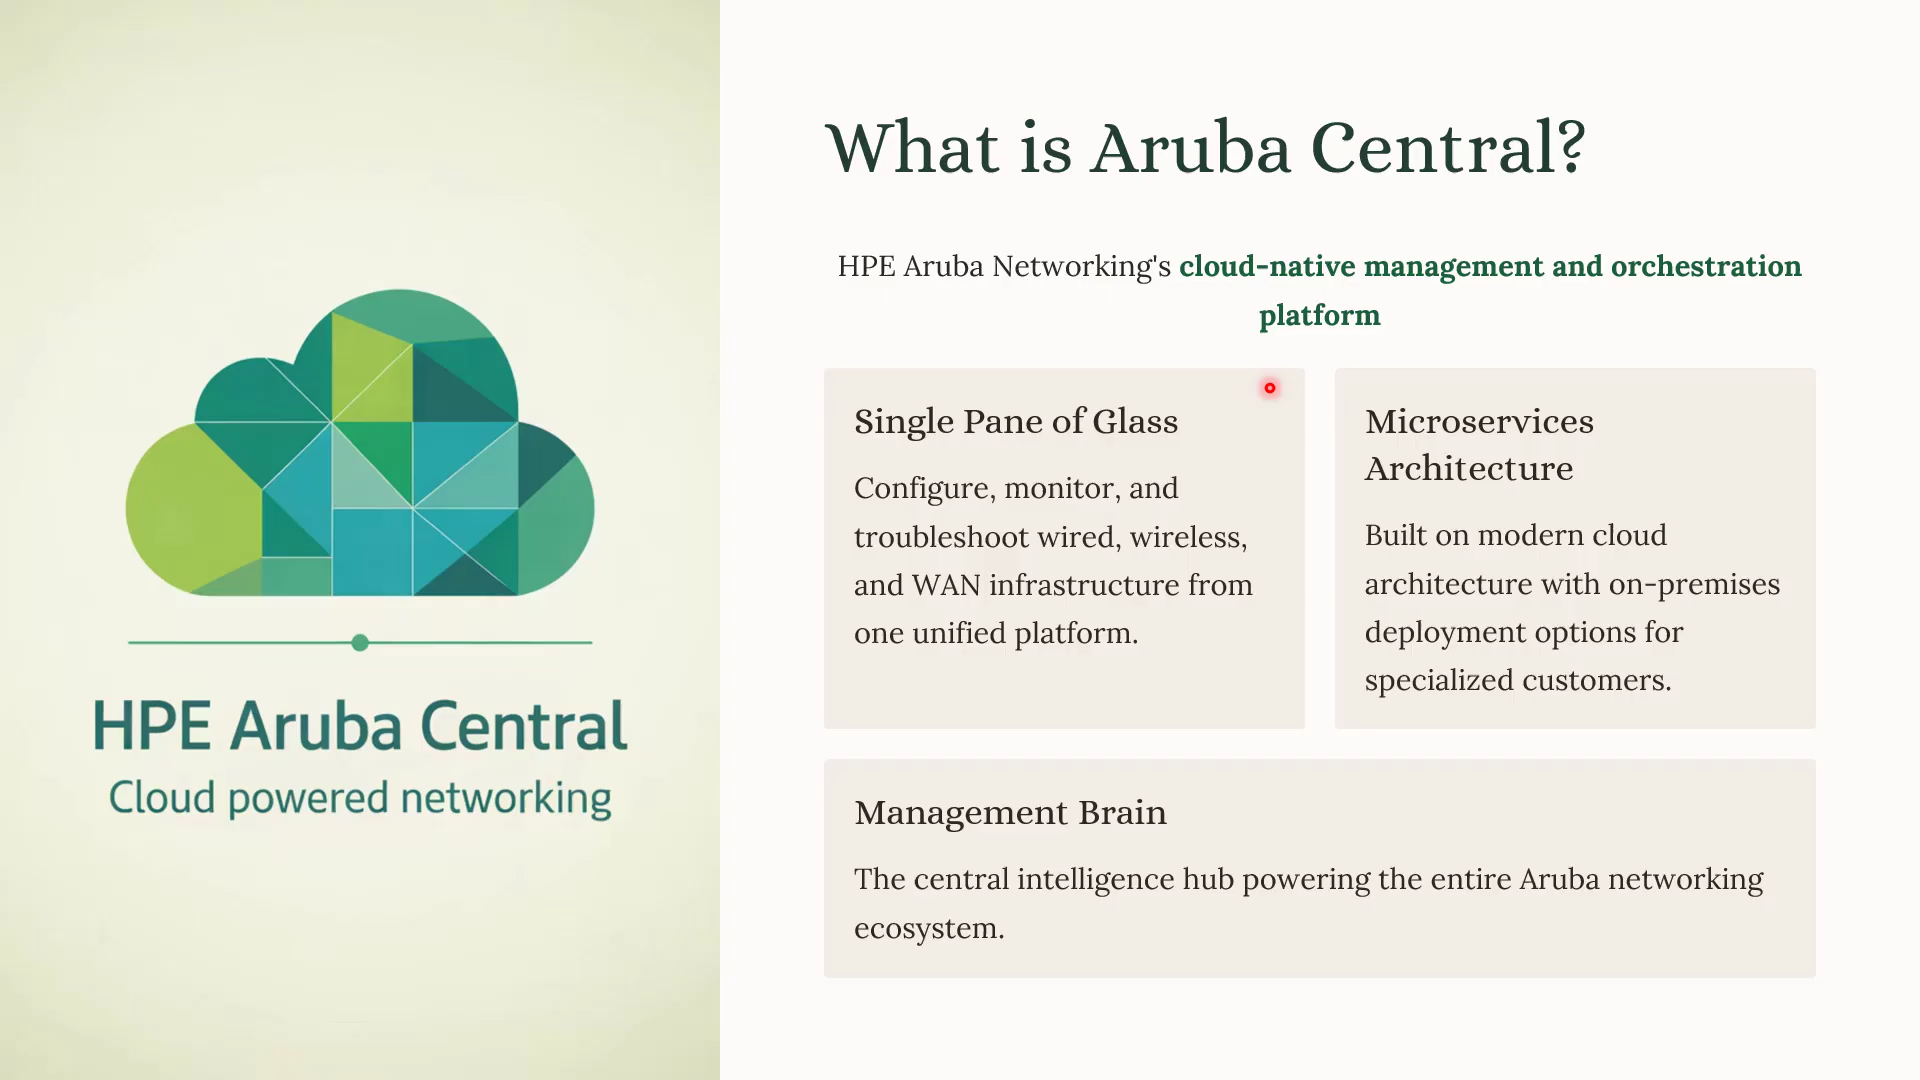 HPE Aruba Central
Cloud powered networking
What is Aruba Central?
HPE Aruba Networking's cloud-native management and orchestration
platform
Single Pane of Glass
Configure, monitor, and
troubleshoot wired, wireless,
and WAN infrastructure from
one unified platform.
Microservices
Architecture
Built on modern cloud
architecture with on-premises
deployment options for
specialized customers.
Management Brain
The central intelligence hub powering the entire Aruba networking
ecosystem.